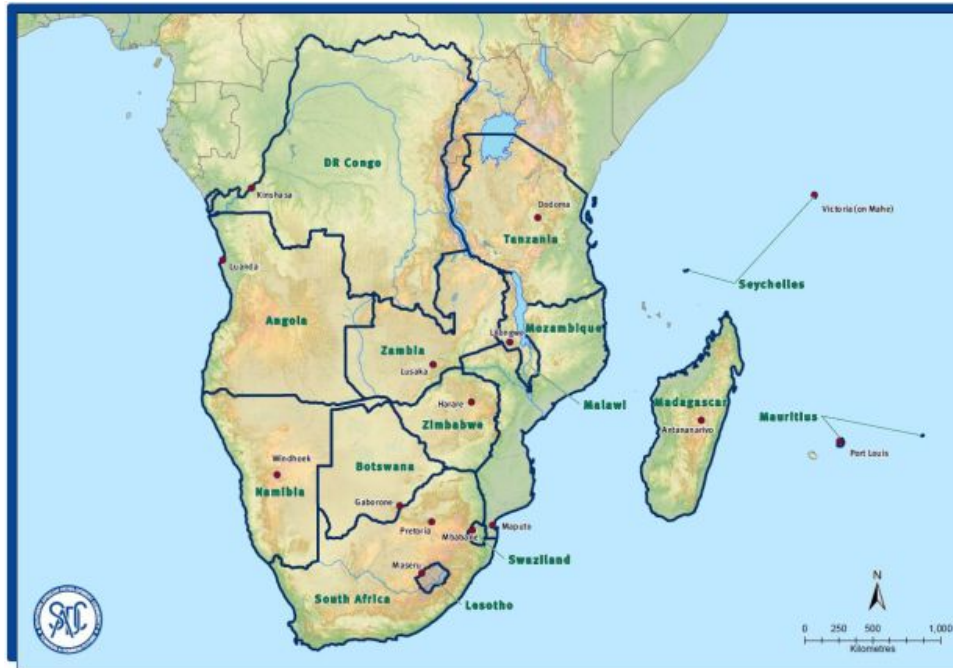 DR Congo
Kinshasa
Dodoma
Tanzania
Victoria (on Mahe)
Luanda
Seychelles
Angola
Mozambique
Lilongwe
Zambia
Lusaka
Malawi
Madagascar
Harare
Zimbabwe
Mauritius
Antananarivo
Port Louis
Windhoek
Botswana
Namibia
Gaborone
Pretoria
Maputo
Mbabane
Swaziland
Maseru
South Africa
Lesotho
N
SADC
0 250 500 1,000
Kilometres